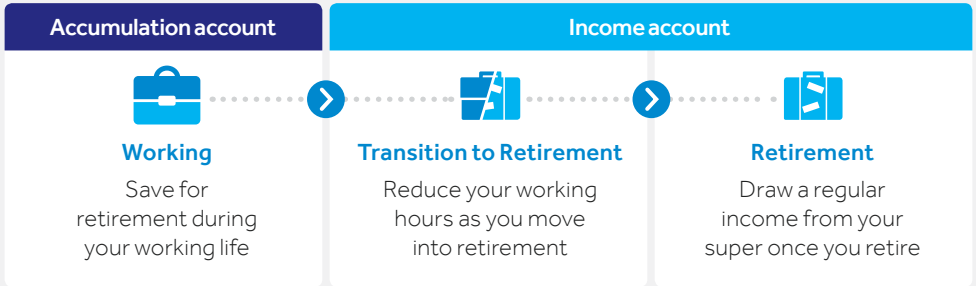 Accumulation account
Income account
Working
Save for
retirement during
your working life
Transition to Retirement
Reduce your working
hours as you move
into retirement
Retirement
Draw a regular
income from your
super once you retire